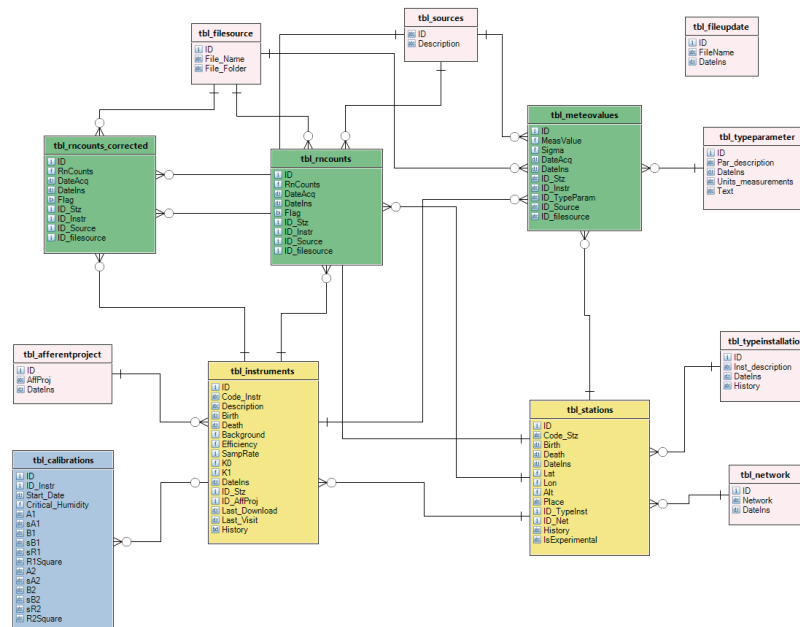 tbl_sources
ID
Description
tbl_filesource
ID
File_Name
File_Folder
tbl_fileupdate
ID
FileName
DateIns
tbl_meteovalues
ID
MeasValue
Sigma
DateAcq
DateIns
ID_Stz
ID_Instr
ID_TypeParam
ID_Source
ID_filesource
tbl_typeparameter
ID
Par_description
DateIns
Units_measurements
Text
tbl_rncounts_corrected
ID
RnCounts
DateAcq
DateIns
Flag
ID_Stz
ID_Instr
ID_Source
ID_filesource
tbl_rncounts
ID
RnCounts
DateAcq
DateIns
Flag
ID_Stz
ID_Instr
ID_Source
ID_filesource
tbl_afferentproject
ID
AffProj
DateIns
tbl_instruments
ID
Code_Instr
Description
Birth
Death
Background
Efficiency
SampRate
K0
K1
DateIns
ID_Stz
ID_AffProj
Last_Download
Last_Visit
History
tbl_typeinstallatio
ID
Inst_description
DateIns
History
tbl_stations
ID
Code_Stz
Birth
Death
DateIns
Lat
Lon
Alt
Place
ID_TypeInst
ID_Net
History
IsExperimental
tbl_calibrations
ID
ID_Instr
Start_Date
Critical_Humidity
A1
sA1
B1
sB1
sR1
R1Square
A2
sA2
B2
sB2
sR2
R2Square
tbl_network
ID
Network
DateIns